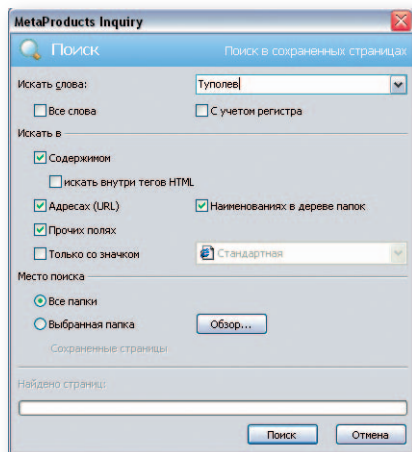 MetaProducts Inquiry
Поиск
Поиск в сохраненных страницах
Искать слова:
Туполев
Все слова
С учетом регистра
Искать в
Содержимом
искать внутри тегов HTML
Адресах (URL)
Наименованиях в дереве папок
Прочих полях
Только со значком
Стандартная
Место поиска
Все папки
Выбранная папка
Обзор...
Сохраненные страницы
Найдено страниц:
Поиск
Отмена